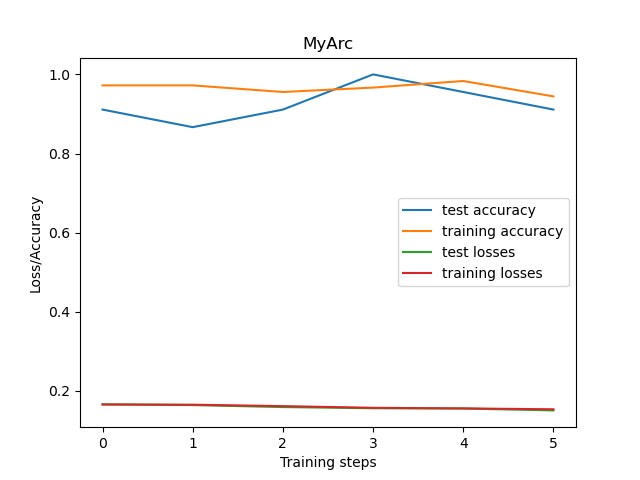 MyArc
Loss/Accuracy
1.0
0.8
0.6
0.4
0.2
test accuracy
training accuracy
test losses
training losses
0 1 2 3 4 5
Training steps